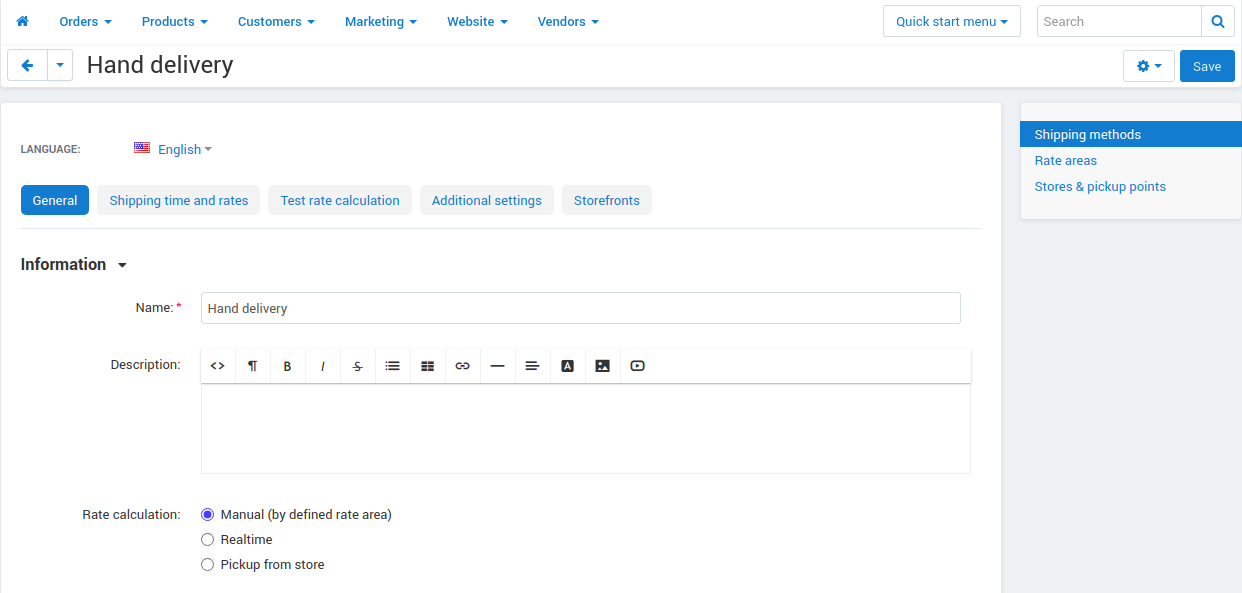 Orders Products Customers Marketing Website Vendors Quick start menu Search
Hand delivery Save
LANGUAGE: English
General Shipping time and rates Test rate calculation Additional settings Storefronts
Shipping methods
Rate areas
Stores & pickup points
Information
Name: * Hand delivery
Description: <> ¶ B I S A
Rate calculation: Manual (by defined rate area)
Realtime
Pickup from store